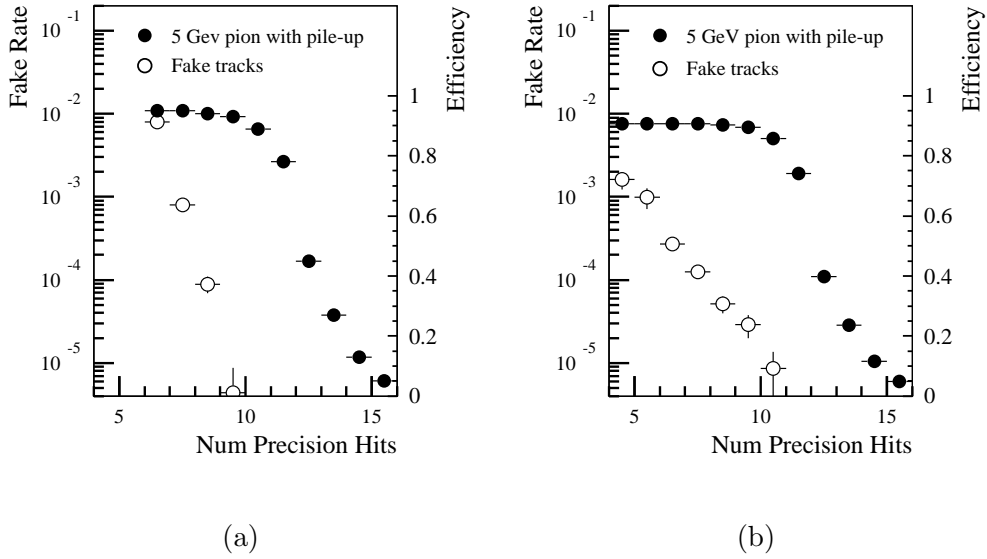 Fake Rate
10⁻¹
10⁻²
10⁻³
10⁻⁴
10⁻⁵
5 Gev pion with pile-up
Fake tracks
Efficiency
1
0.8
0.6
0.4
0.2
0
5
10
15
Num Precision Hits
(a)
Fake Rate
10⁻¹
10⁻²
10⁻³
10⁻⁴
10⁻⁵
5 GeV pion with pile-up
Fake tracks
Efficiency
1
0.8
0.6
0.4
0.2
0
5
10
15
Num Precision Hits
(b)